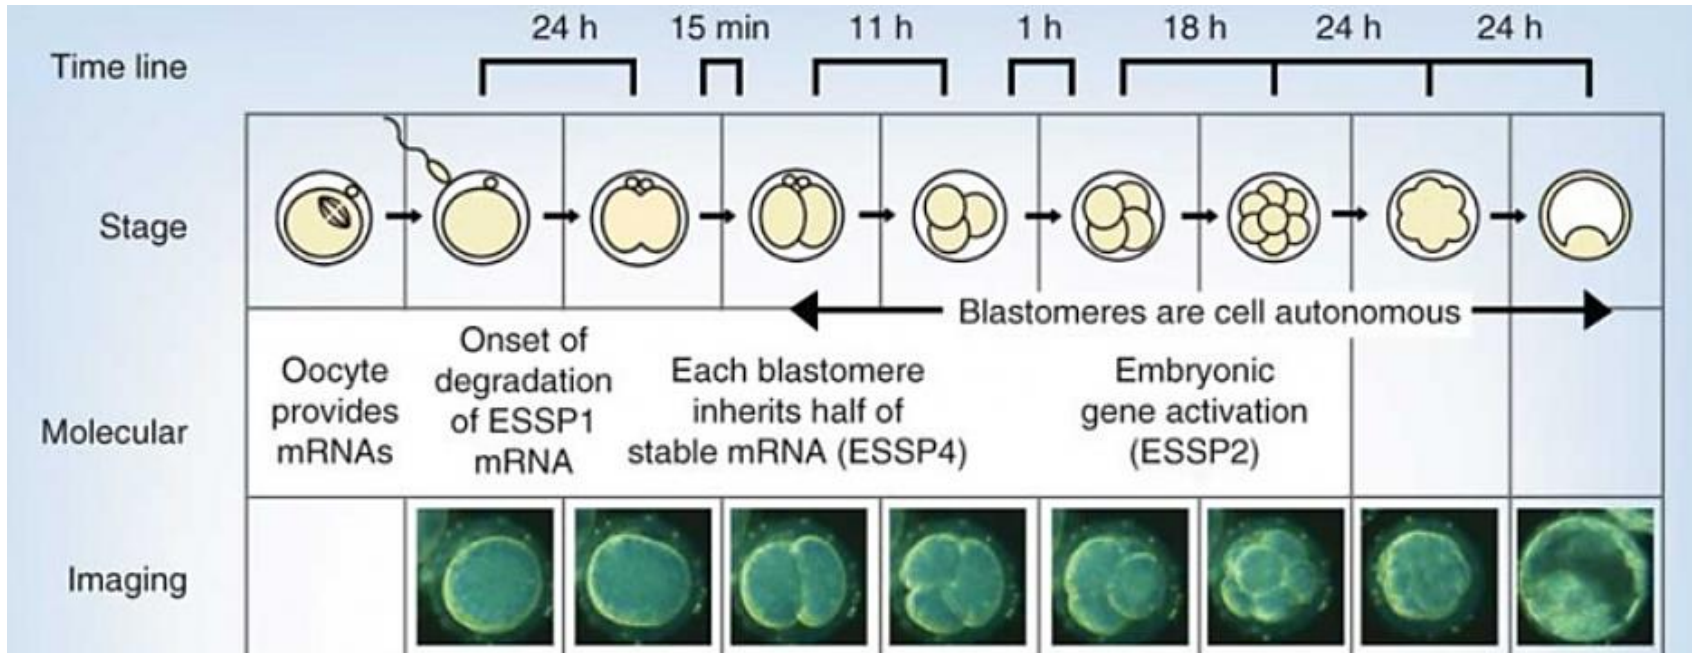 24 h 15 min 11 h 1 h 18 h 24 h 24 h
Time line
Stage
Blastomeres are cell autonomous
Molecular
Oocyte
provides
mRNAs
Onset of
degradation
of ESSP1
mRNA
Each blastomere
inherits half of
stable mRNA (ESSP4)
Embryonic
gene activation
(ESSP2)
Imaging